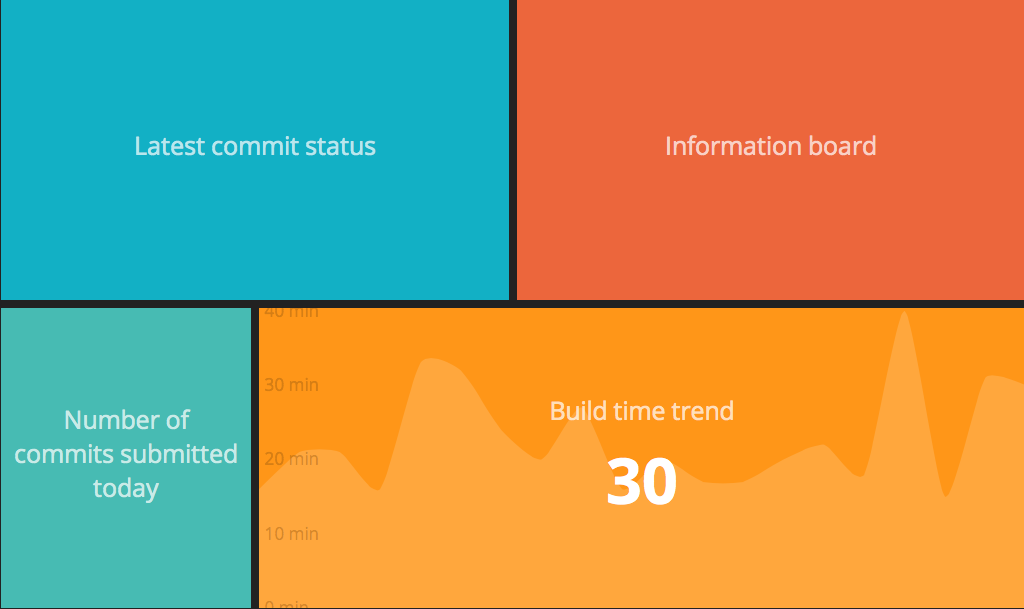 Latest commit status
Information board
Number of
commits submitted
today
40 min
30 min
20 min
10 min
0 min
Build time trend
30